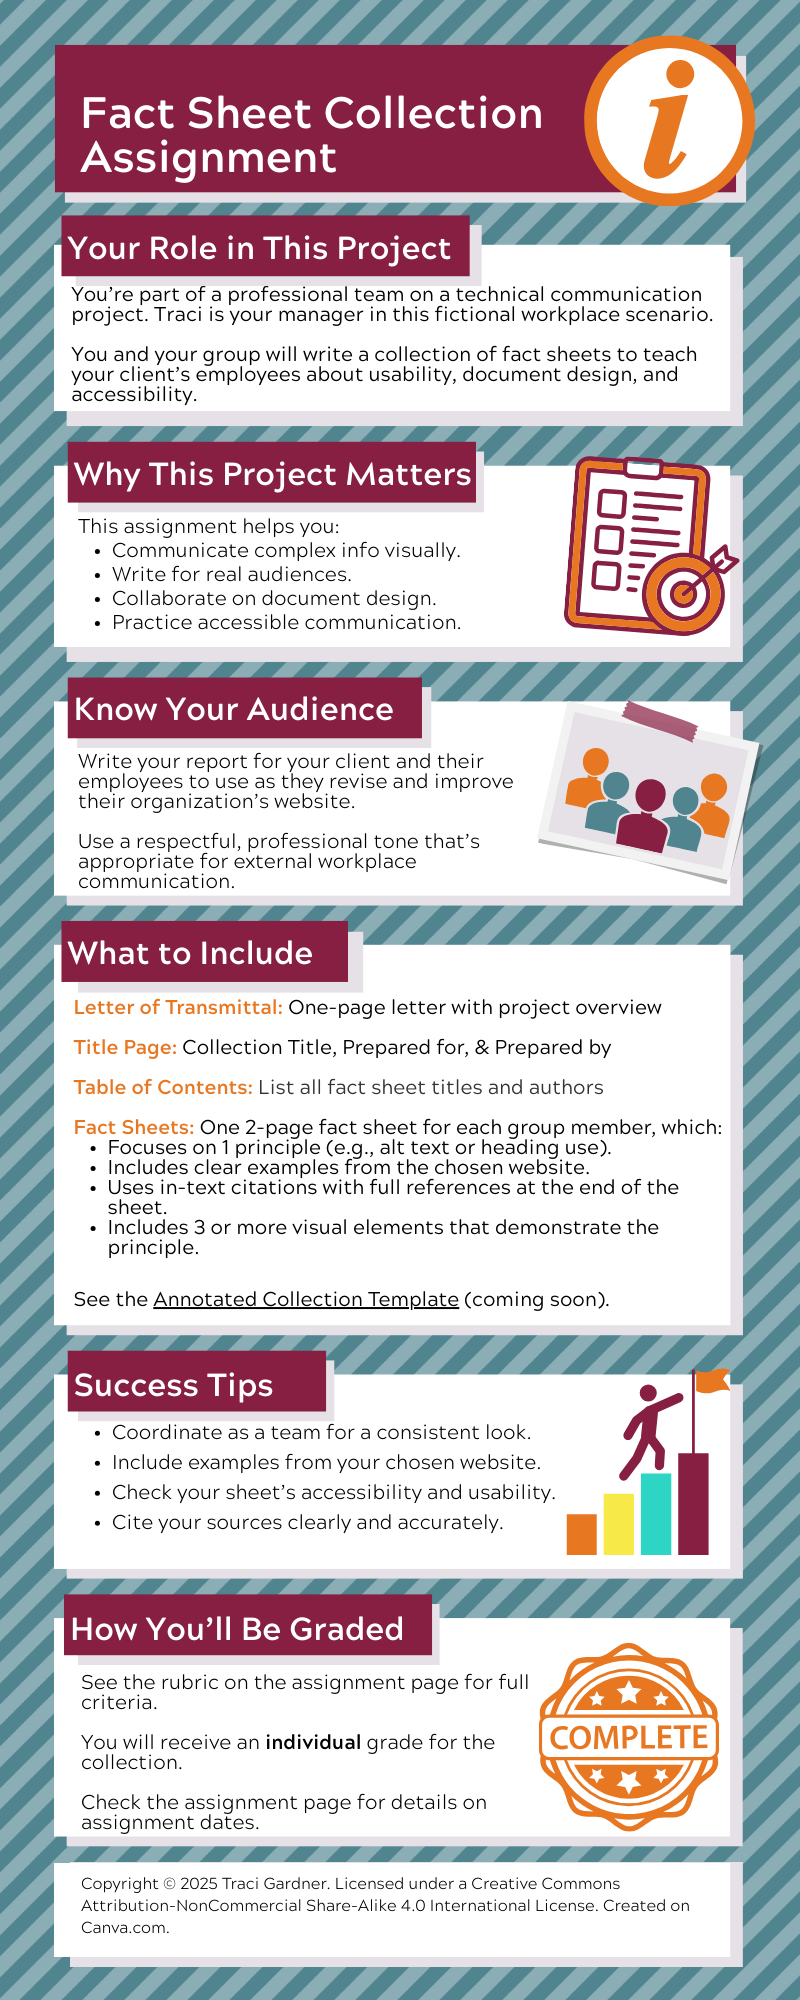 Fact Sheet Collection
Assignment
i
Your Role in This Project
You’re part of a professional team on a technical communication
project. Traci is your manager in this fictional workplace scenario.
You and your group will write a collection of fact sheets to teach
your client’s employees about usability, document design, and
accessibility.
Why This Project Matters
This assignment helps you:
• Communicate complex info visually.
• Write for real audiences.
• Collaborate on document design.
• Practice accessible communication.
Know Your Audience
Write your report for your client and their
employees to use as they revise and improve
their organization’s website.
Use a respectful, professional tone that’s
appropriate for external workplace
communication.
What to Include
Letter of Transmittal: One-page letter with project overview
Title Page: Collection Title, Prepared for, & Prepared by
Table of Contents: List all fact sheet titles and authors
Fact Sheets: One 2-page fact sheet for each group member, which:
• Focuses on 1 principle (e.g., alt text or heading use).
• Includes clear examples from the chosen website.
• Uses in-text citations with full references at the end of the
sheet.
• Includes 3 or more visual elements that demonstrate the
principle.
See the Annotated Collection Template (coming soon).
Success Tips
• Coordinate as a team for a consistent look.
• Include examples from your chosen website.
• Check your sheet’s accessibility and usability.
• Cite your sources clearly and accurately.
How You’ll Be Graded
See the rubric on the assignment page for full
criteria.
You will receive an individual grade for the
collection.
Check the assignment page for details on
assignment dates.
COMPLETE
Copyright © 2025 Traci Gardner. Licensed under a Creative Commons
Attribution-NonCommercial Share-Alike 4.0 International License. Created on
Canva.com.